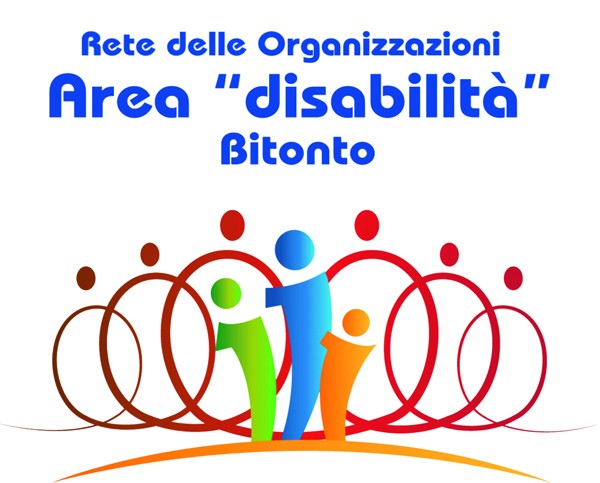 Rete delle Organizzazioni
Area “disabilità”
Bitonto